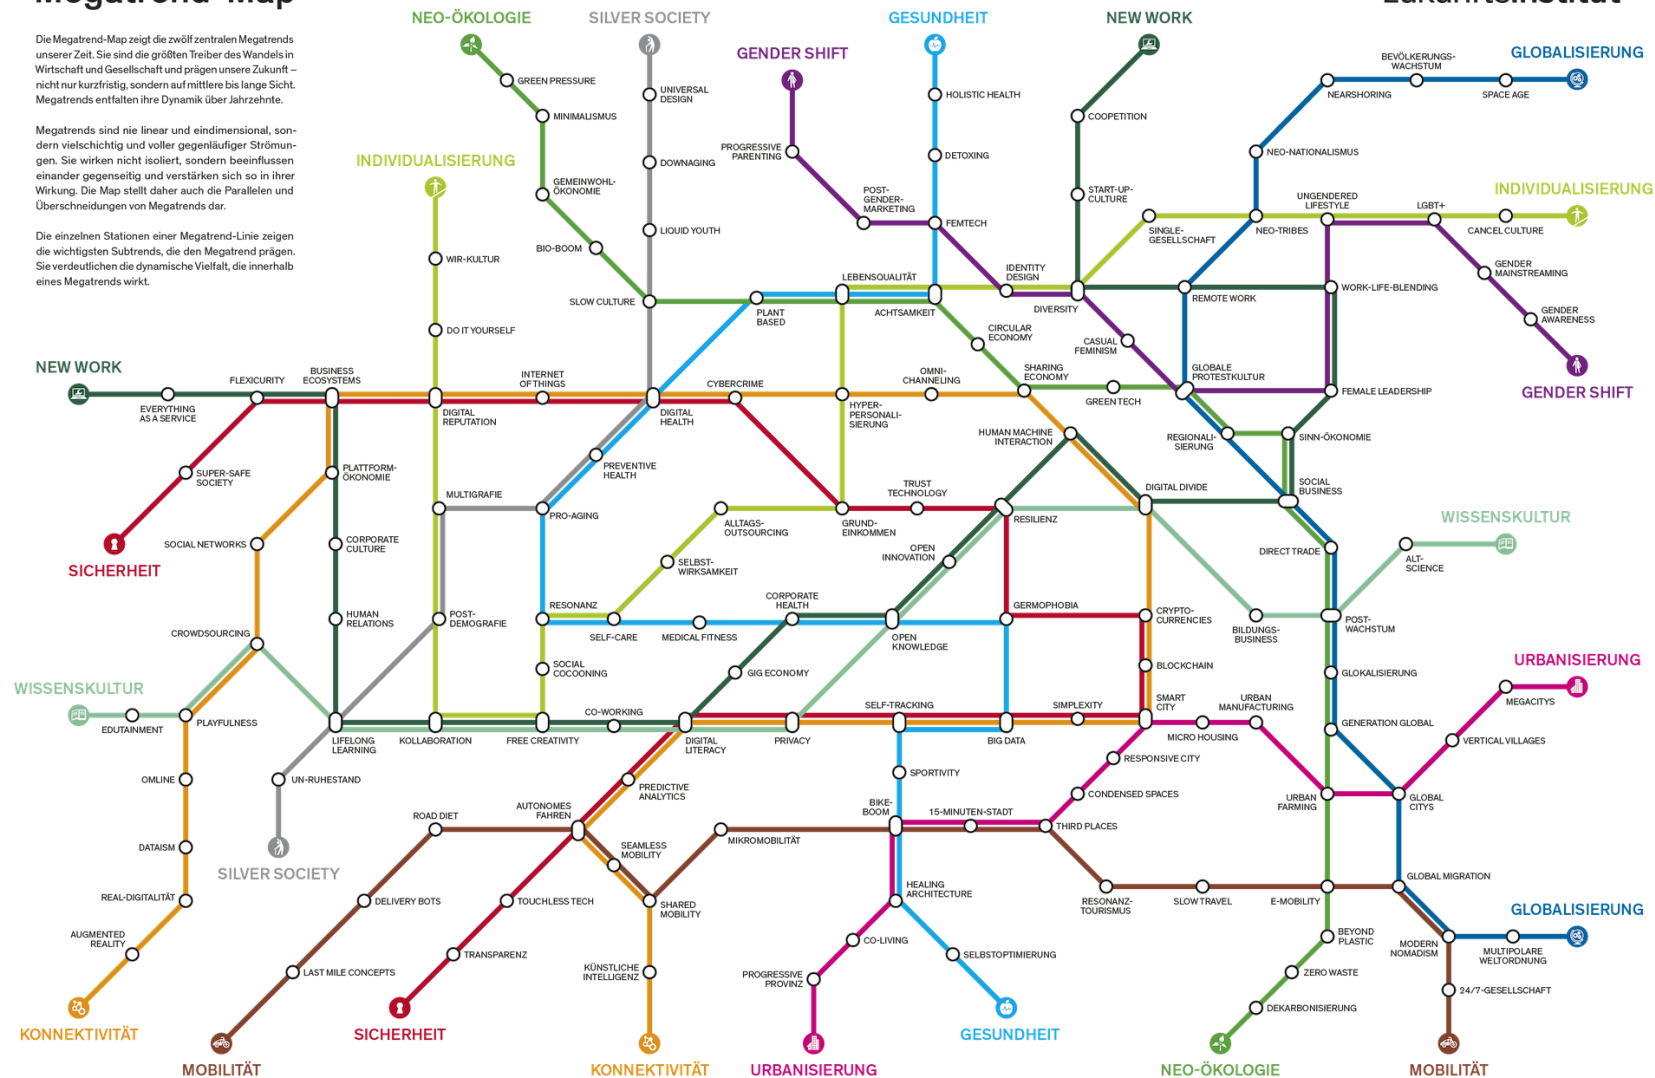 Megatrend-Map
zukunftsInstitut
Die Megatrend-Map zeigt die zwölf zentralen Megatrends
unserer Zeit. Sie sind die größten Treiber des Wandels in
Wirtschaft und Gesellschaft und prägen unsere Zukunft –
nicht nur kurzfristig, sondern auf mittlere bis lange Sicht.
Megatrends entfalten ihre Dynamik über Jahrzehnte.
Megatrends sind nie linear und eindimensional, son-
dern vielschichtig und voller gegenläufiger Strömun-
gen. Sie wirken nicht isoliert, sondern beeinflussen
einander gegenseitig und verstärken sich so in ihrer
Wirkung. Die Map stellt daher auch die Parallelen und
Überschneidungen von Megatrends dar.
Die einzelnen Stationen einer Megatrend-Linie zeigen
die wichtigsten Subtrends, die den Megatrend prägen.
Sie verdeutlichen die dynamische Vielfalt, die innerhalb
eines Megatrends wirkt.
NEO-ÖKOLOGIE
SILVER SOCIETY
GESUNDHEIT
NEW WORK
GENDER SHIFT
GLOBALISIERUNG
BEVÖLKERUNGS-
WACHSTUM
NEARSHORING
SPACE AGE
GREEN PRESSURE
UNIVERSAL
DESIGN
HOLISTIC HEALTH
MINIMALISMUS
COOPETITION
PROGRESSIVE
PARENTING
DETOXING
NEO-NATIONALISMUS
INDIVIDUALISIERUNG
DOWNAGING
GEMEINWOHL-
ÖKONOMIE
POST-
GENDER-
MARKETING
START-UP-
CULTURE
UNGENDERED
LIFESTYLE
LGBT+
INDIVIDUALISIERUNG
LIQUID YOUTH
FEMTECH
SINGLE-
GESELLSCHAFT
NEO-TRIBES
CANCEL CULTURE
BIO-BOOM
WIR-KULTUR
GENDER
MAINSTREAMING
LEBENSQUALITÄT
IDENTITY
DESIGN
SLOW CULTURE
PLANT
BASED
ACHTSAMKEIT
DIVERSITY
REMOTE WORK
WORK-LIFE-BLENDING
DO IT YOURSELF
CIRCULAR
ECONOMY
CASUAL
FEMINISM
GENDER
AWARENESS
NEW WORK
FLEXICURITY
BUSINESS
ECOSYSTEMS
INTERNET
OF THINGS
CYBERCRIME
OMNI-
CHANNELING
SHARING
ECONOMY
GLOBALE
PROTESTKULTUR
FEMALE LEADERSHIP
GENDER SHIFT
EVERYTHING
AS A SERVICE
DIGITAL
REPUTATION
DIGITAL
HEALTH
HYPER-
PERSONALI-
SIERUNG
GREEN TECH
HUMAN MACHINE
INTERACTION
REGIONALI-
SIERUNG
SINN-ÖKONOMIE
SUPER-SAFE
SOCIETY
PLATTFORM-
ÖKONOMIE
PREVENTIVE
HEALTH
MULTIGRAFIE
PRO-AGING
ALLTAGS-
OUTSOURCING
GRUND-
EINKOMMEN
TRUST
TECHNOLOGY
RESILIENZ
DIGITAL DIVIDE
SOCIAL
BUSINESS
WISSENSKULTUR
SOCIAL NETWORKS
CORPORATE
CULTURE
SICHERHEIT
SELBST-
WIRKSAMKEIT
OPEN
INNOVATION
DIRECT TRADE
ALT-
SCIENCE
HUMAN
RELATIONS
POST-
DEMOGRAFIE
RESONANZ
SELF-CARE
MEDICAL FITNESS
CORPORATE
HEALTH
OPEN
KNOWLEDGE
GERMOPHOBIA
CRYPTO-
CURRENCIES
BILDUNGS-
BUSINESS
POST-
WACHSTUM
CROWDSOURCING
SOCIAL
COCOONING
GIG ECONOMY
BLOCKCHAIN
GLOKALISIERUNG
URBANISIERUNG
MEGACITYS
WISSENSKULTUR
EDUTAINMENT
PLAYFULNESS
LIFELONG
LEARNING
KOLLABORATION
FREE CREATIVITY
CO-WORKING
DIGITAL
LITERACY
PRIVACY
SELF-TRACKING
BIG DATA
SIMPLEXITY
SMART
CITY
MICRO HOUSING
URBAN
MANUFACTURING
GENERATION GLOBAL
VERTICAL VILLAGES
OMLINE
UN-RUHESTAND
PREDICTIVE
ANALYTICS
SPORTIVITY
RESPONSIVE CITY
CONDENSED SPACES
URBAN
FARMING
GLOBAL
CITYS
ROAD DIET
AUTONOMES
FAHREN
BIKE-
BOOM
15-MINUTEN-STADT
THIRD PLACES
DATAISM
SILVER SOCIETY
SEAMLESS
MOBILITY
MIKROMOBILITÄT
REAL-DIGITALITÄT
DELIVERY BOTS
TOUCHLESS TECH
SHARED
MOBILITY
HEALING
ARCHITECTURE
RESONANZ-
TOURISMUS
SLOW TRAVEL
E-MOBILITY
GLOBAL MIGRATION
GLOBALISIERUNG
AUGMENTED
REALITY
TRANSPARENZ
CO-LIVING
SELBSTOPTIMIERUNG
BEYOND
PLASTIC
MODERN
NOMADISM
MULTIPOLARE
WELTORDNUNG
LAST MILE CONCEPTS
KÜNSTLICHE
INTELLIGENZ
PROGRESSIVE
PROVINZ
ZERO WASTE
24/7-GESELLSCHAFT
DEKARBONISIERUNG
KONNEKTIVITÄT
SICHERHEIT
GESUNDHEIT
MOBILITÄT
KONNEKTIVITÄT
URBANISIERUNG
NEO-ÖKOLOGIE
MOBILITÄT